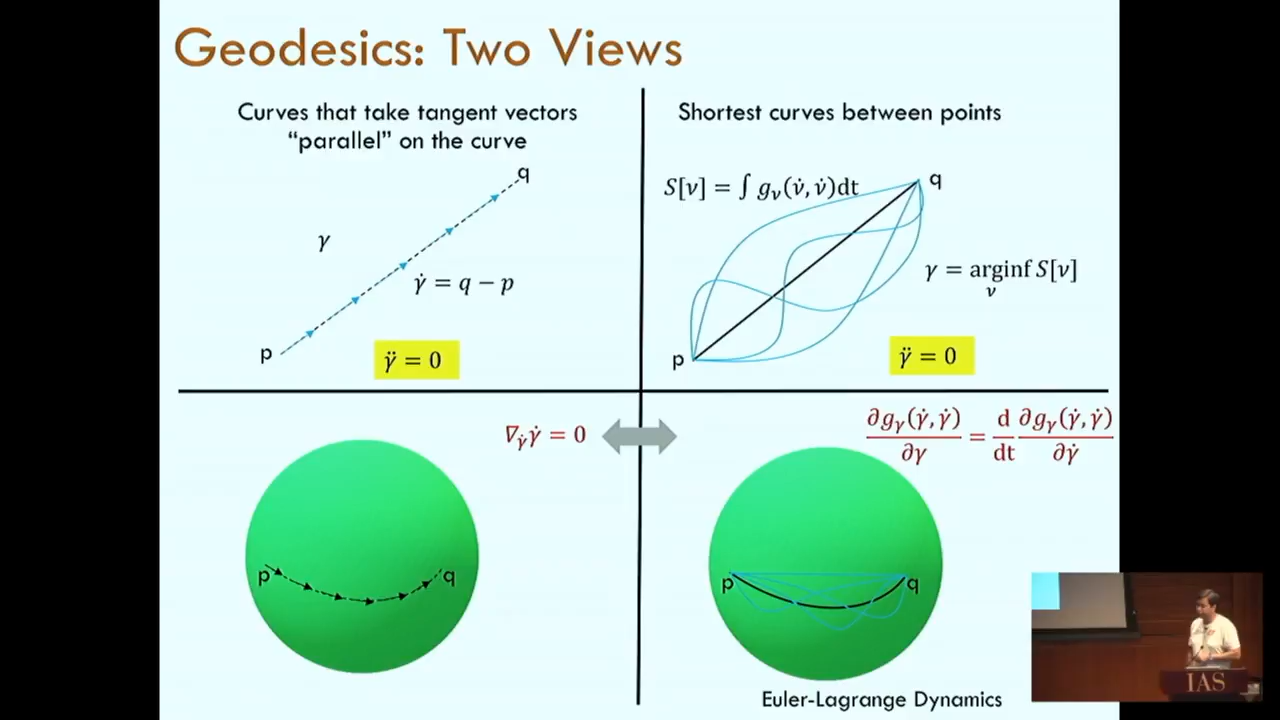 Geodesics: Two Views
Curves that take tangent vectors
“parallel” on the curve
q
γ
γ̇ = q − p
p
γ̈ = 0
Shortest curves between points
S[ν] = ∫ g_ν(ν̇, ν̇)dt
q
γ = arginf S[ν]
ν
p
γ̈ = 0
∇_γ̇ γ̇ = 0
∂g_γ(γ̇, γ̇)/∂γ = d/dt ∂g_γ(γ̇, γ̇)/∂γ̇
p q
p q
Euler-Lagrange Dynamics
IAS